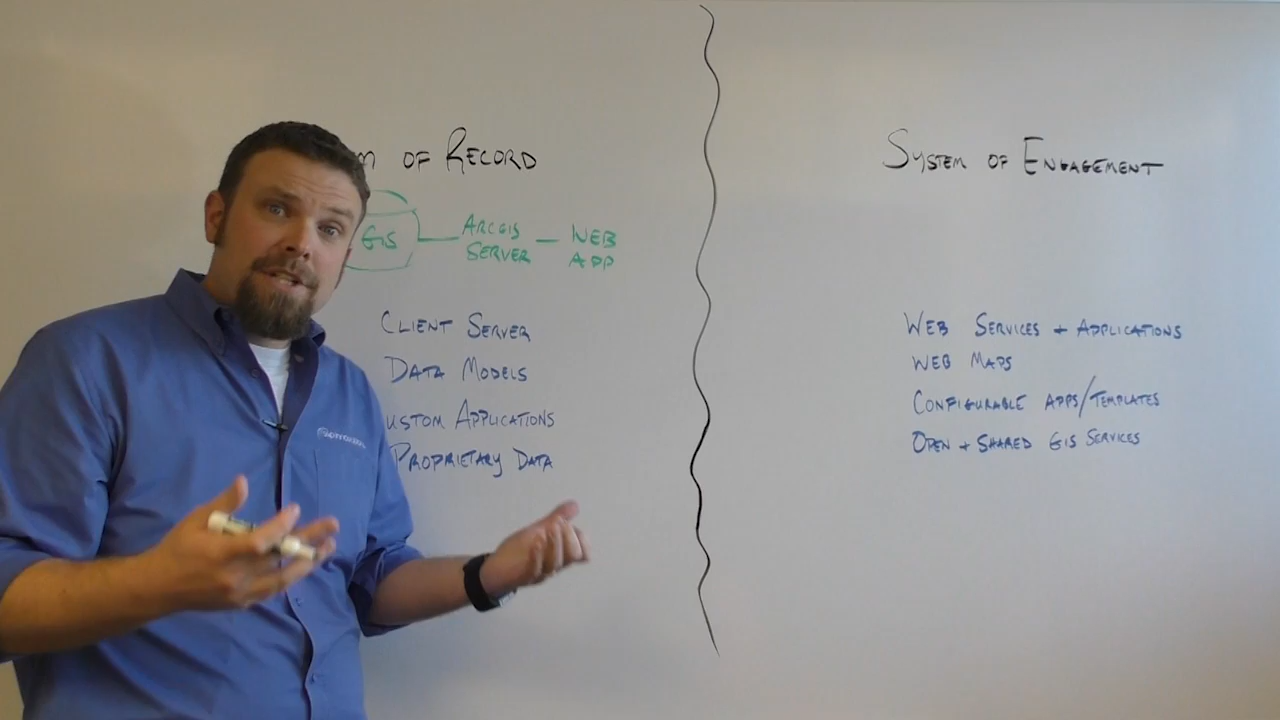 m OF RECORD
GIS
ARCGIS
SERVER
WEB
APP
CLIENT SERVER
DATA MODELS
USTOM APPLICATIONS
PROPRIETARY DATA
SYSTEM OF ENGAGEMENT
WEB SERVICES + APPLICATIONS
WEB MAPS
CONFIGURABLE APPS/TEMPLATES
OPEN + SHARED GIS SERVICES